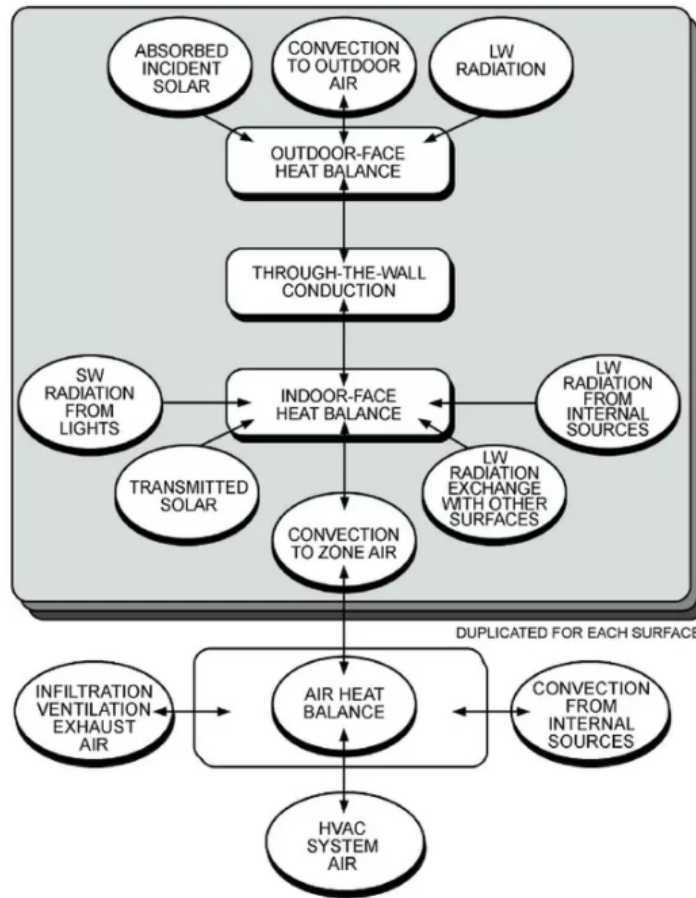 ABSORBED
INCIDENT
SOLAR
CONVECTION
TO OUTDOOR
AIR
LW
RADIATION
OUTDOOR-FACE
HEAT BALANCE
THROUGH-THE-WALL
CONDUCTION
SW
RADIATION
FROM
LIGHTS
INDOOR-FACE
HEAT BALANCE
LW
RADIATION
FROM
INTERNAL
SOURCES
TRANSMITTED
SOLAR
LW
RADIATION
EXCHANGE
WITH OTHER
SURFACES
CONVECTION
TO ZONE AIR
DUPLICATED FOR EACH SURFACE
INFILTRATION
VENTILATION
EXHAUST
AIR
AIR HEAT
BALANCE
CONVECTION
FROM
INTERNAL
SOURCES
HVAC
SYSTEM
AIR